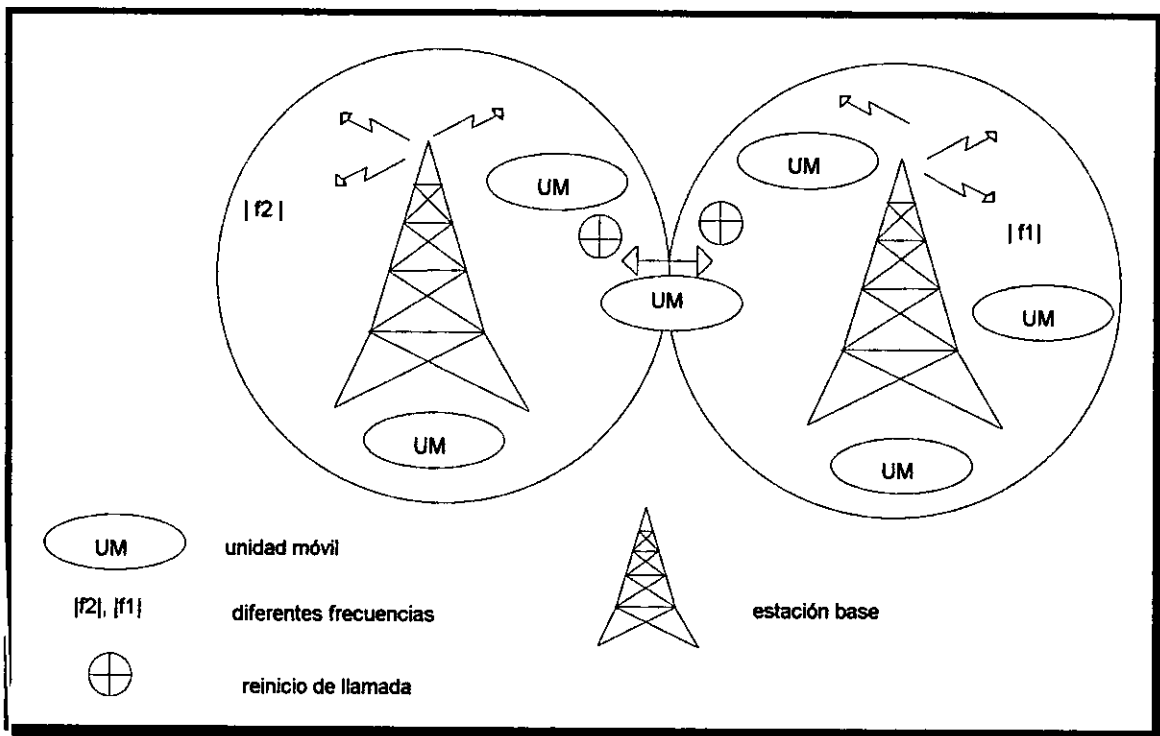 UM
UM
| f2 |
| f1|
UM
UM
UM
UM
UM
unidad móvil
|f2|, |f1|
diferentes frecuencias
estación base
reinicio de llamada